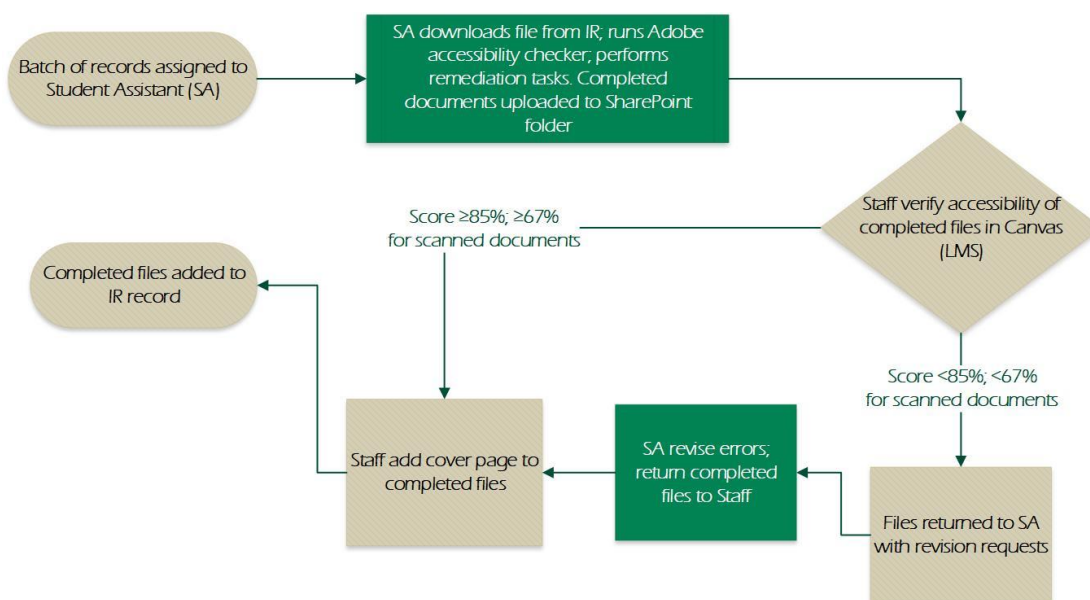 Batch of records assigned to
Student Assistant (SA)
SA downloads file from IR; runs Adobe
accessibility checker; performs
remediation tasks. Completed
documents uploaded to SharePoint
folder
Staff verify accessibility of
completed files in Canvas
(LMS)
Score ≥85%; ≥67%
for scanned documents
Score <85%; <67%
for scanned documents
Files returned to SA
with revision requests
SA revise errors;
return completed
files to Staff
Staff add cover page to
completed files
Completed files added to
IR record